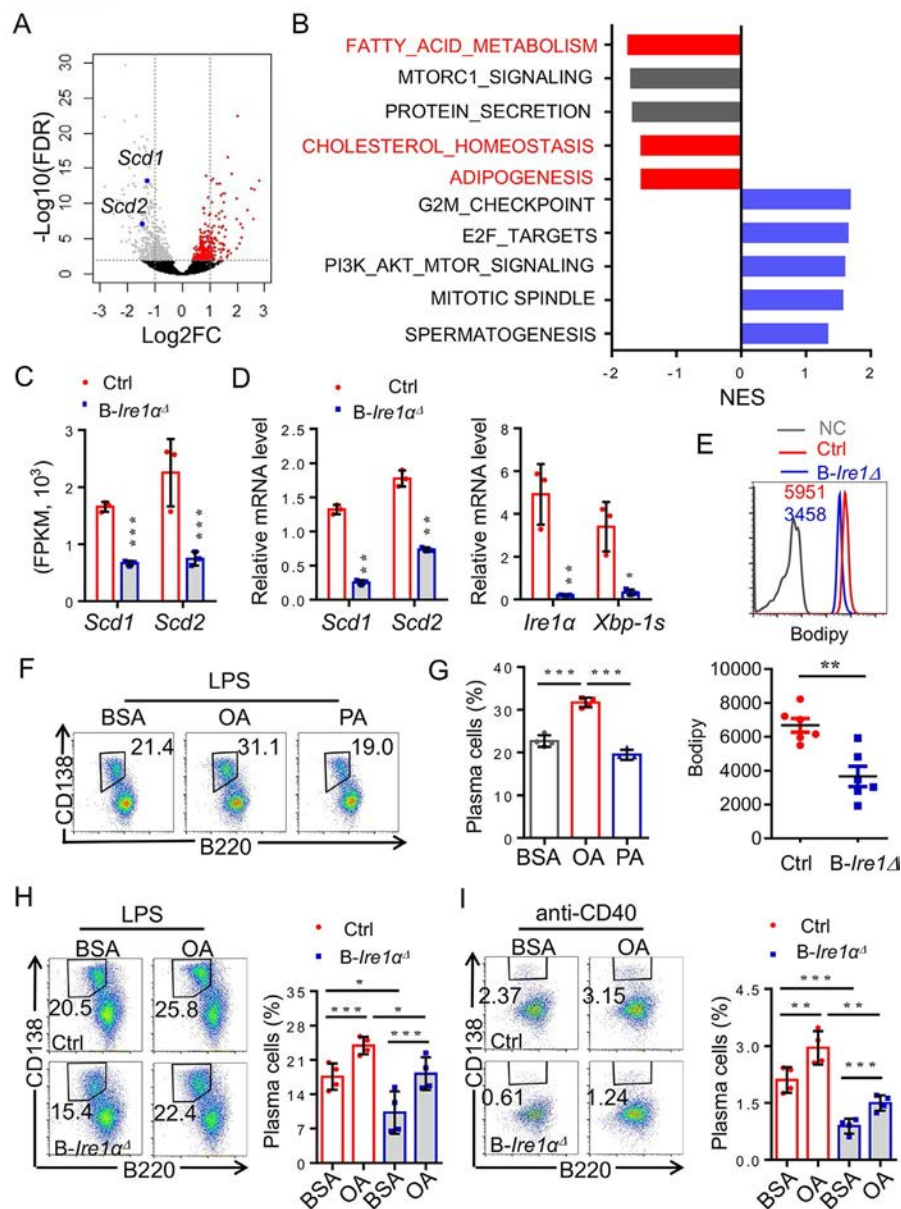 A
-Log10(FDR)
30
25
20
15
10
5
0
Scd1
Scd2
-3 -2 -1 0 1 2 3
Log2FC
B
FATTY_ACID_METABOLISM
MTORC1_SIGNALING
PROTEIN_SECRETION
CHOLESTEROL_HOMEOSTASIS
ADIPOGENESIS
G2M_CHECKPOINT
E2F_TARGETS
PI3K_AKT_MTOR_SIGNALING
MITOTIC SPINDLE
SPERMATOGENESIS
-2 -1 0 1 2
NES
C
Ctrl
B-Ire1αΔ
(FPKM, 10³)
3
2
1
0
***
***
Scd1 Scd2
D
Ctrl
B-Ire1αΔ
Relative mRNA level
2.5
2.0
1.5
1.0
0.5
0.0
**
**
Scd1 Scd2
Relative mRNA level
8
6
4
2
0
**
*
Ire1α Xbp-1s
E
NC
Ctrl
B-Ire1Δ
5951
3458
Bodipy
Bodipy
10000
8000
6000
4000
2000
0
**
Ctrl B-Ire1Δ
F
LPS
BSA OA PA
21.4 31.1 19.0
CD138
B220
G
Plasma cells (%)
40
30
20
10
0
*** ***
BSA OA PA
H
LPS
BSA OA
20.5 25.8
Ctrl
15.4 22.4
B-Ire1αΔ
CD138
B220
Ctrl
B-Ire1αΔ
Plasma cells (%)
35
28
21
14
7
0
*
*** *
***
BSA OA BSA OA
I
anti-CD40
BSA OA
2.37 3.15
Ctrl
0.61 1.24
B-Ire1αΔ
CD138
B220
Ctrl
B-Ire1αΔ
Plasma cells (%)
4.5
3.0
1.5
0.0
***
** **
***
BSA OA BSA OA